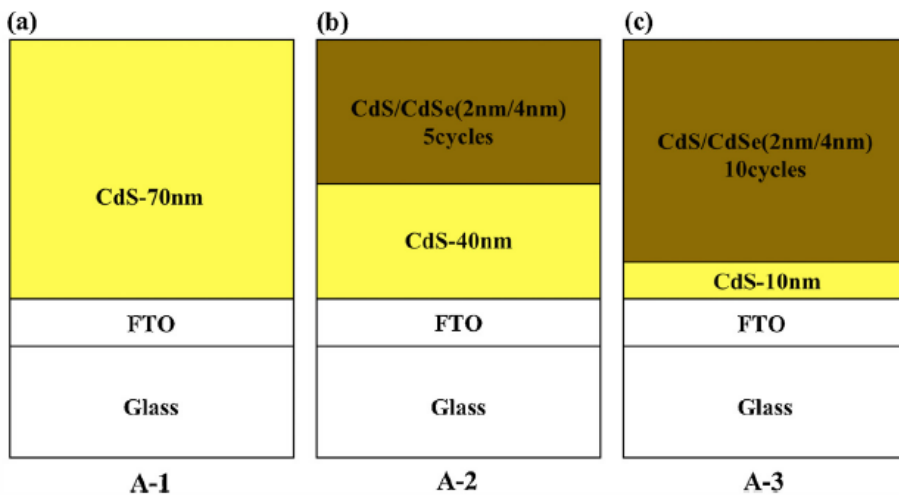 (a)
CdS-70nm
FTO
Glass
A-1
(b)
CdS/CdSe(2nm/4nm)
5cycles
CdS-40nm
FTO
Glass
A-2
(c)
CdS/CdSe(2nm/4nm)
10cycles
CdS-10nm
FTO
Glass
A-3